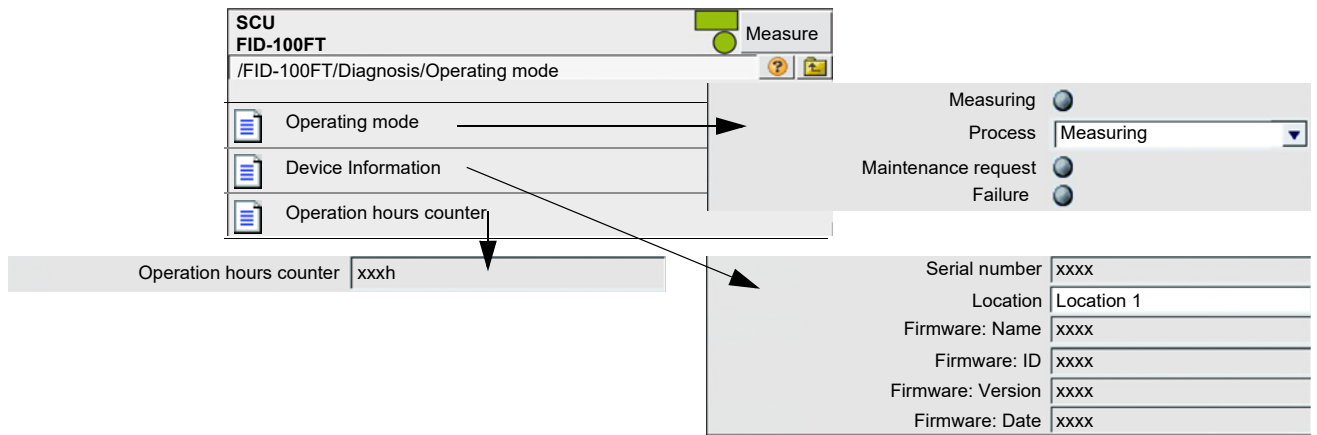 SCU
FID-100FT
Measure
/FID-100FT/Diagnosis/Operating mode
?
Operating mode
Device Information
Operation hours counter
Measuring
Process Measuring
Maintenance request
Failure
Operation hours counter xxxh
Serial number xxxx
Location Location 1
Firmware: Name xxxx
Firmware: ID xxxx
Firmware: Version xxxx
Firmware: Date xxxx